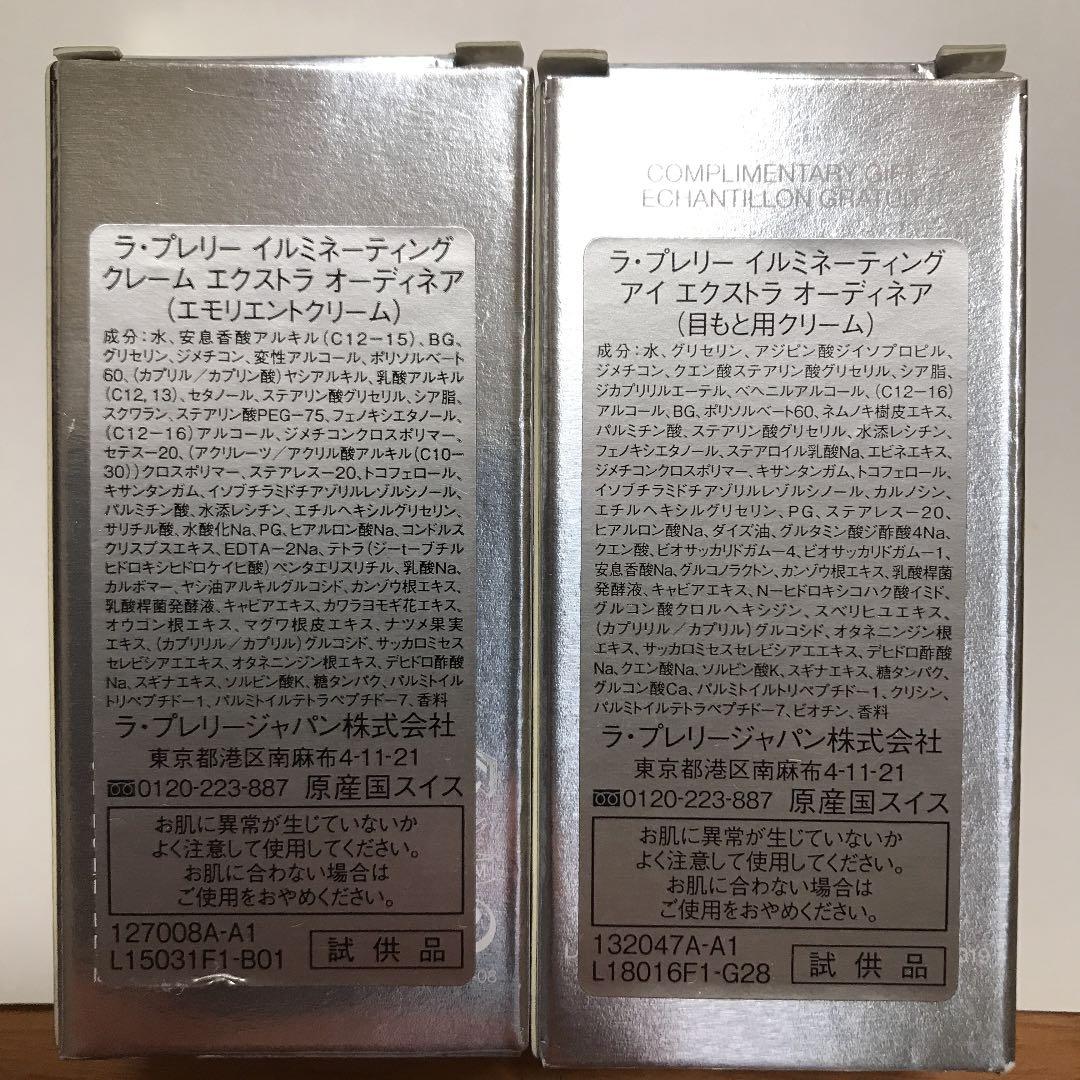 ラ・プレリー イルミネーティング
クレーム エクストラ オーディネア
(エモリエントクリーム)
成分:水、安息香酸アルキル(C12-15)、BG、
グリセリン、ジメチコン、変性アルコール、ポリソルベート
60、(カプリル/カプリン酸)ヤシアルキル、乳酸アルキル
(C12,13)、セタノール、ステアリン酸グリセリル、シア脂、
スクワラン、ステアリン酸PEG-75、フェノキシエタノール、
(C12-16)アルコール、ジメチコンクロスポリマー、
セテス-20、(アクリレーツ/アクリル酸アルキル(C10-
30))クロスポリマー、ステアレス-20、トコフェロール、
キサンタンガム、イソブチラミドチアゾリルレゾルシノール、
パルミチン酸、水添レシチン、エチルヘキシルグリセリン、
サリチル酸、水酸化Na、PG、ヒアルロン酸Na、コンドルス
クリスプスエキス、EDTA-2Na、テトラ(ジ-t-ブチル
ヒドロキシヒドロケイヒ酸)ペンタエリスリチル、乳酸Na、
カルボマー、ヤシ油アルキルグルコシド、カンゾウ根エキス、
乳酸桿菌発酵液、キャビアエキス、カワラヨモギ花エキス、
オウゴン根エキス、マグワ根皮エキス、ナツメ果実
エキス、(カプリリル/カプリル)グルコシド、サッカロミセス
セレビシアエエキス、オタネニンジン根エキス、デヒドロ酢酸
Na、スギナエキス、ソルビン酸K、糖タンパク、パルミトイル
トリペプチド-1、パルミトイルテトラペプチド-7、香料
ラ・プレリージャパン株式会社
東京都港区南麻布4-11-21
0120-223-887 原産国スイス
お肌に異常が生じていないか
よく注意して使用してください。
お肌に合わない場合は
ご使用をおやめください。
127008A-A1
L15031F1-B01 試供品
COMPLIMENTARY GIFT
ECHANTILLON GRATUIT
ラ・プレリー イルミネーティング
アイ エクストラ オーディネア
(目もと用クリーム)
成分:水、グリセリン、アジピン酸ジイソプロピル、
ジメチコン、クエン酸ステアリン酸グリセリル、シア脂、
ジカプリリルエーテル、ベヘニルアルコール、(C12-16)
アルコール、BG、ポリソルベート60、ネムノキ樹皮エキス、
パルミチン酸、ステアリン酸グリセリル、水添レシチン、
フェノキシエタノール、ステアロイル乳酸Na、エビネエキス、
ジメチコンクロスポリマー、キサンタンガム、トコフェロール、
イソブチラミドチアゾリルレゾルシノール、カルノシン、
エチルヘキシルグリセリン、PG、ステアレス-20、
ヒアルロン酸Na、ダイズ油、グルタミン酸ジ酢酸4Na、
クエン酸、ビオサッカリドガム-4、ビオサッカリドガム-1、
安息香酸Na、グルコノラクトン、カンゾウ根エキス、乳酸桿菌
発酵液、キャビアエキス、N-ヒドロキシコハク酸イミド、
グルコン酸クロルヘキシジン、スベリヒユエキス、
(カプリリル/カプリル)グルコシド、オタネニンジン根
エキス、サッカロミセスセレビシアエエキス、デヒドロ酢酸
Na、クエン酸Na、ソルビン酸K、スギナエキス、糖タンパク、
グルコン酸Ca、パルミトイルトリペプチド-1、クリシン、
パルミトイルテトラペプチド-7、ビオチン、香料
ラ・プレリージャパン株式会社
東京都港区南麻布4-11-21
0120-223-887 原産国スイス
お肌に異常が生じていないか
よく注意して使用してください。
お肌に合わない場合は
ご使用をおやめください。
132047A-A1
L18016F1-G28 試供品